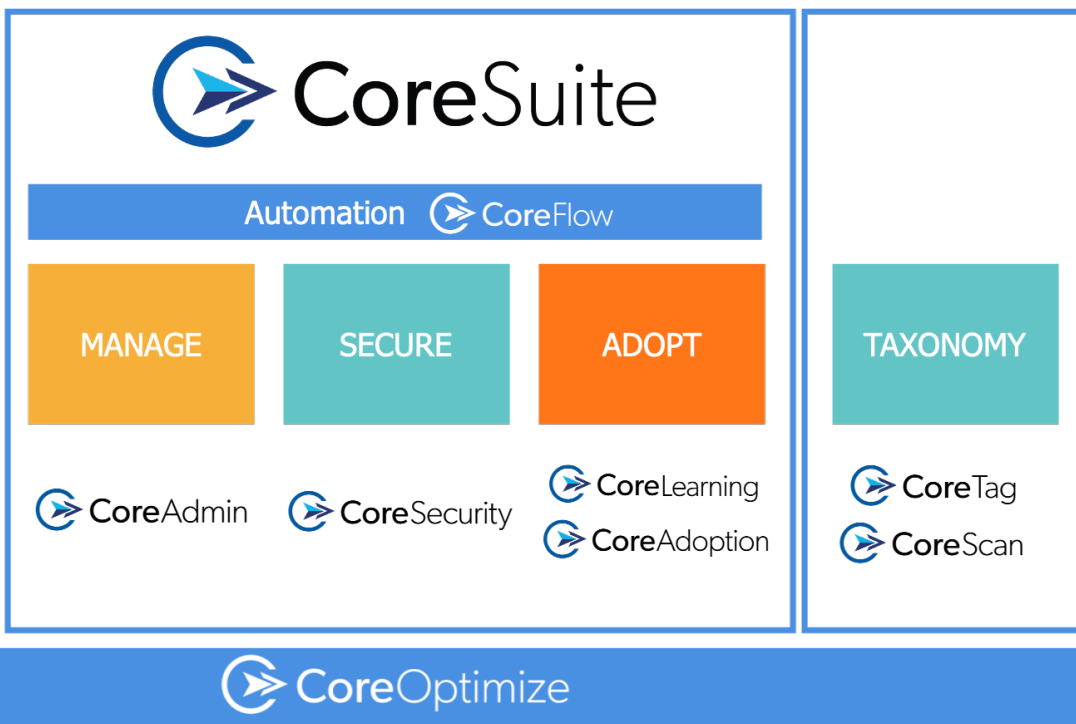 CoreSuite
Automation CoreFlow
MANAGE
SECURE
ADOPT
TAXONOMY
CoreAdmin
CoreSecurity
CoreLearning
CoreAdoption
CoreTag
CoreScan
CoreOptimize